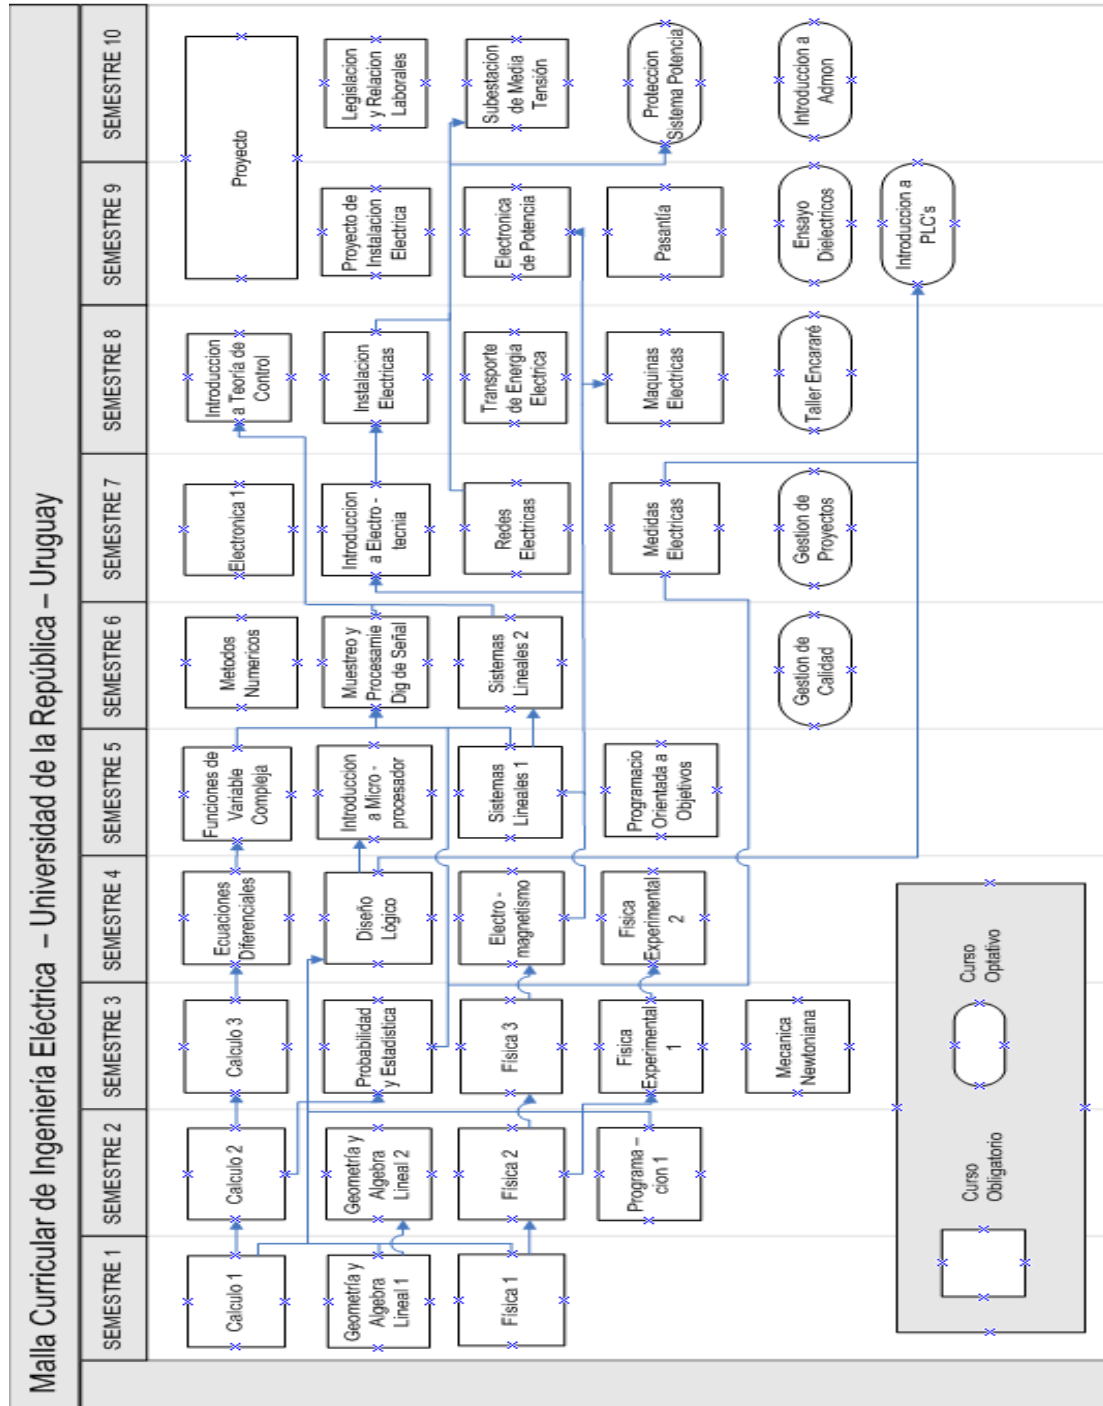 Malla Curricular de Ingeniería Eléctrica – Universidad de la República – Uruguay
SEMESTRE 1
SEMESTRE 2
SEMESTRE 3
SEMESTRE 4
SEMESTRE 5
SEMESTRE 6
SEMESTRE 7
SEMESTRE 8
SEMESTRE 9
SEMESTRE 10
Calculo 1
Geometría y
Algebra
Lineal 1
Física 1
Calculo 2
Geometría y
Algebra
Lineal 2
Física 2
Programa –
cion 1
Calculo 3
Probabilidad
y Estadística
Física 3
Fisica
Experimental
1
Mecanica
Newtoniana
Ecuaciones
Diferenciales
Diseño
Lógico
Electro -
magnetismo
Fisica
Experimental
2
Funciones de
Variable
Compleja
Introduccion
a Micro -
procesador
Sistemas
Lineales 1
Programacio
Orientada a
Objetivos
Metodos
Numericos
Muestreo y
Procesamie
Dig de Señal
Sistemas
Lineales 2
Gestion de
Calidad
Electronica 1
Introduccion
a Electro -
tecnia
Redes
Electricas
Medidas
Electricas
Gestion de
Proyectos
Introduccion
a Teoría de
Control
Instalacion
Electricas
Transporte
de Energia
Electrica
Maquinas
Electricas
Taller Encararé
Proyecto
Proyecto de
Instalacion
Electrica
Electronica
de Potencia
Pasantía
Ensayo
Dielectricos
Introduccion a
PLC's
Legislacion
y Relacion
Laborales
Subestacion
de Media
Tensión
Proteccion
Sistema Potencia
Introduccion a
Admon
Curso
Obligatorio
Curso
Optativo